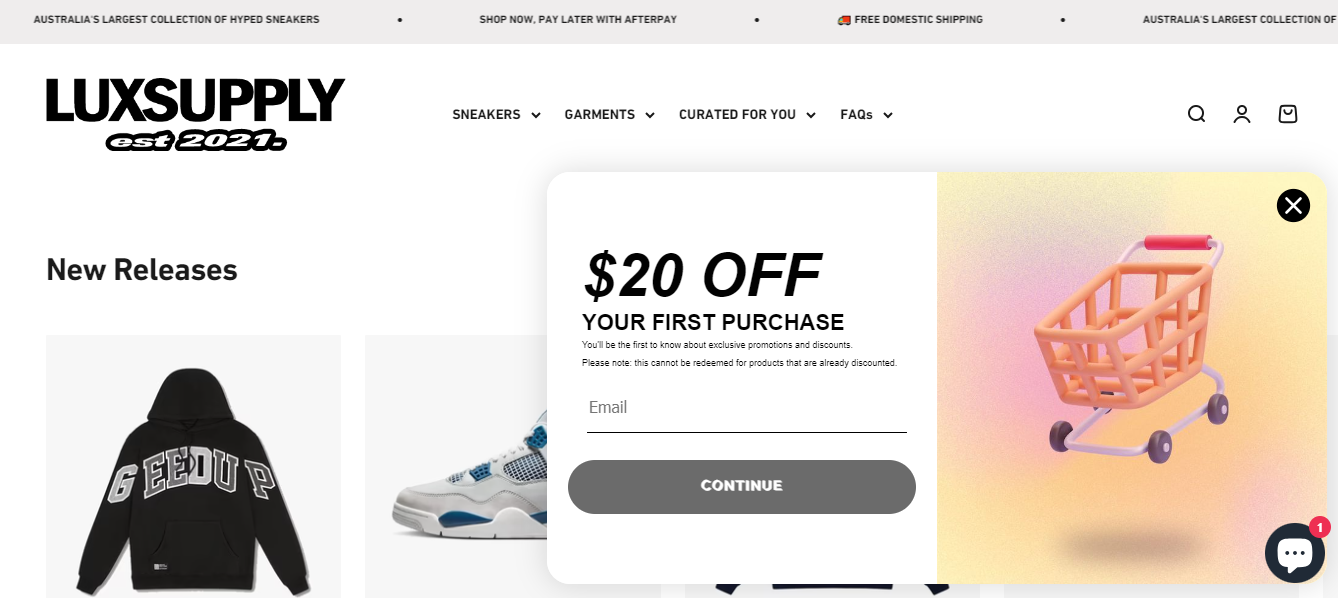 AUSTRALIA'S LARGEST COLLECTION OF HYPED SNEAKERS • SHOP NOW, PAY LATER WITH AFTERPAY • 🚚 FREE DOMESTIC SHIPPING • AUSTRALIA'S LARGEST COLLECTION OF
LUXSUPPLY
est 2021.
SNEAKERS GARMENTS CURATED FOR YOU FAQs
New Releases
$20 OFF
YOUR FIRST PURCHASE
You'll be the first to know about exclusive promotions and discounts.
Please note: this cannot be redeemed for products that are already discounted.
Email
CONTINUE
GEEDUP
1